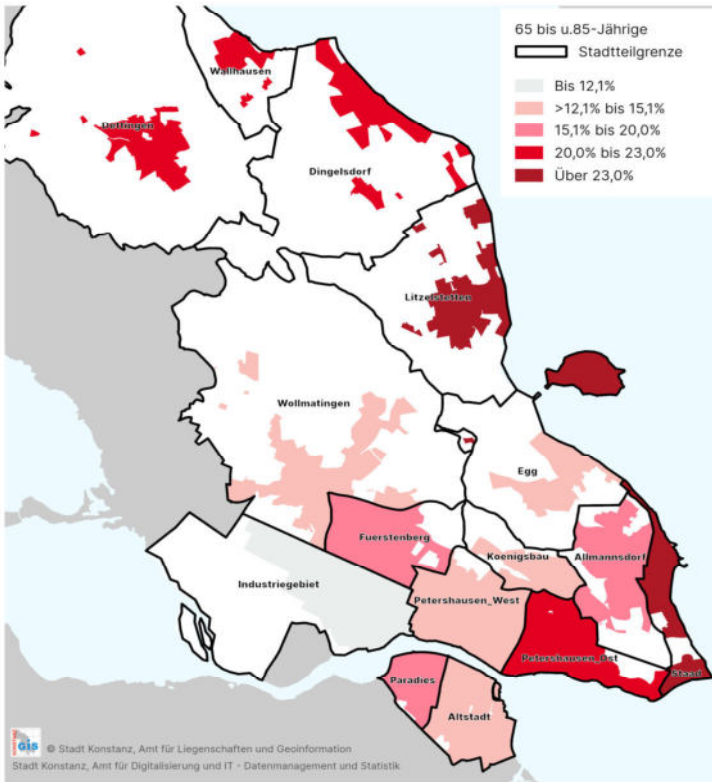 65 bis u.85-Jährige
Stadtteilgrenze
Bis 12,1%
>12,1% bis 15,1%
15,1% bis 20,0%
20,0% bis 23,0%
Über 23,0%
Wallhausen
Dettingen
Dingelsdorf
Litzelstetten
Wollmatingen
Egg
Fuerstenberg
Koenigsbau
Allmannsdorf
Industriegebiet
Petershausen_West
Petershausen_Ost
Staad
Paradies
Altstadt
GIS
© Stadt Konstanz, Amt für Liegenschaften und Geoinformation
Stadt Konstanz, Amt für Digitalisierung und IT - Datenmanagement und Statistik